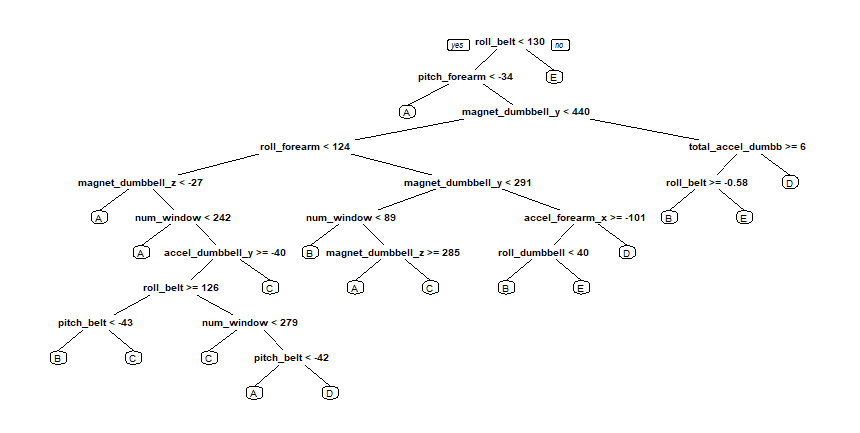 yes roll_belt < 130 no
pitch_forearm < -34 E
A magnet_dumbbell_y < 440
roll_forearm < 124 total_accel_dumbb >= 6
magnet_dumbbell_z < -27 magnet_dumbbell_y < 291 roll_belt >= -0.58 D
A num_window < 242 num_window < 89 accel_forearm_x >= -101 B E
A accel_dumbbell_y >= -40 B magnet_dumbbell_z >= 285 roll_dumbbell < 40 D
roll_belt >= 126 C A C B E
pitch_belt < -43 num_window < 279
B C C pitch_belt < -42
A D